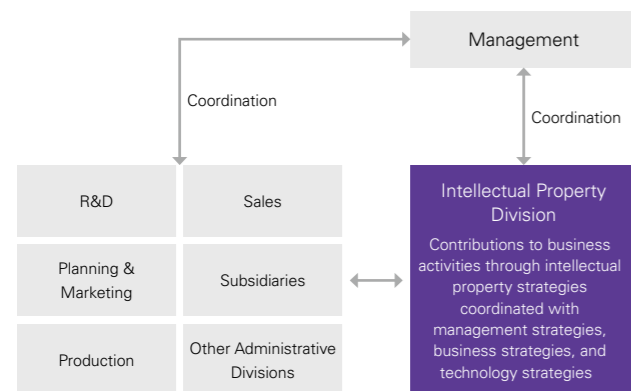 Management
Coordination
Coordination
R&D
Sales
Planning &
Marketing
Subsidiaries
Production
Other Administrative
Divisions
Intellectual Property
Division
Contributions to business
activities through intellectual
property strategies
coordinated with
management strategies,
business strategies, and
technology strategies